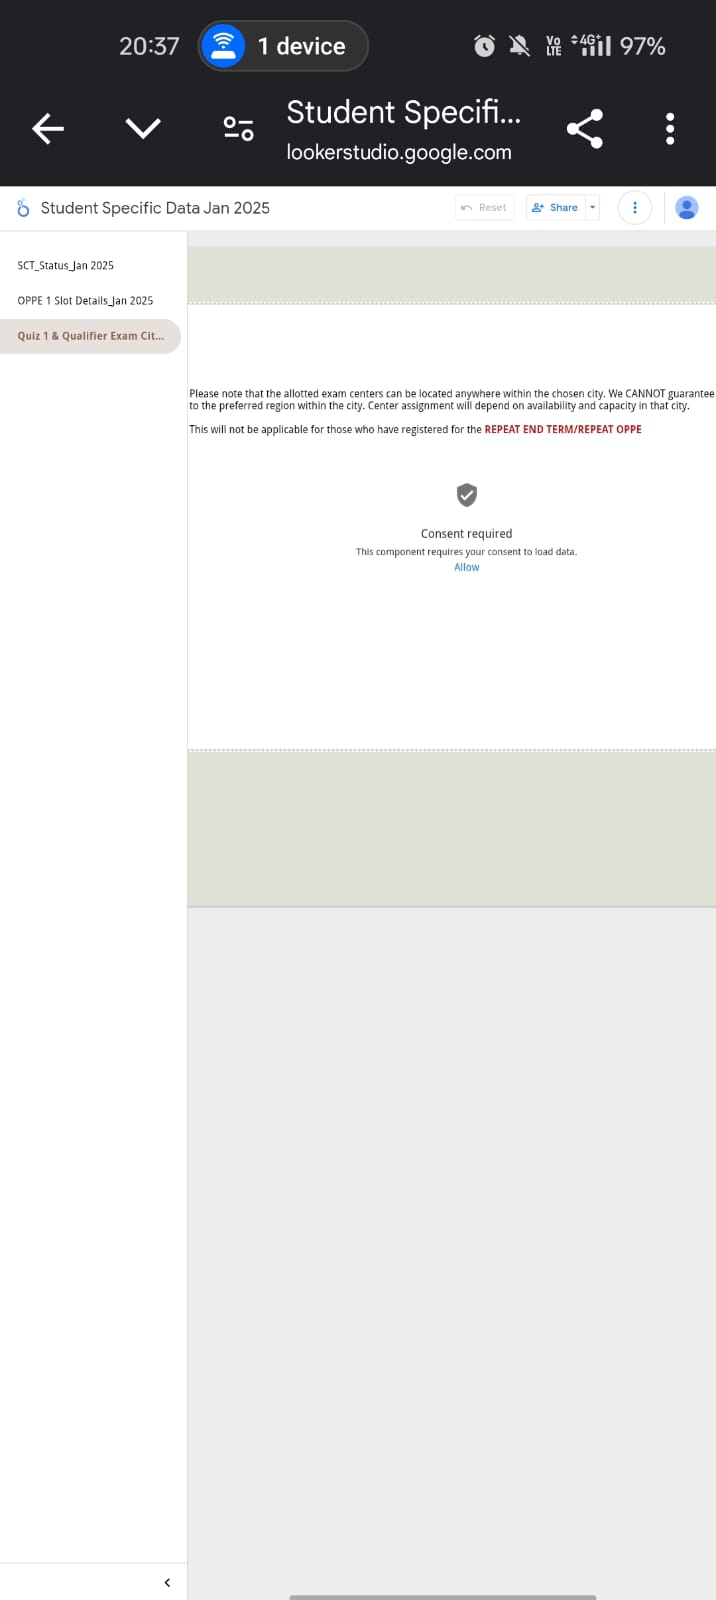 20:37
1 device
Vo
LTE
4G+
97%
Student Specifi...
lookerstudio.google.com
Student Specific Data Jan 2025
Reset
Share
SCT_Status_Jan 2025
OPPE 1 Slot Details_Jan 2025
Quiz 1 & Qualifier Exam Cit...
Please note that the allotted exam centers can be located anywhere within the chosen city. We CANNOT guarantee
to the preferred region within the city. Center assignment will depend on availability and capacity in that city.
This will not be applicable for those who have registered for the REPEAT END TERM/REPEAT OPPE
Consent required
This component requires your consent to load data.
Allow